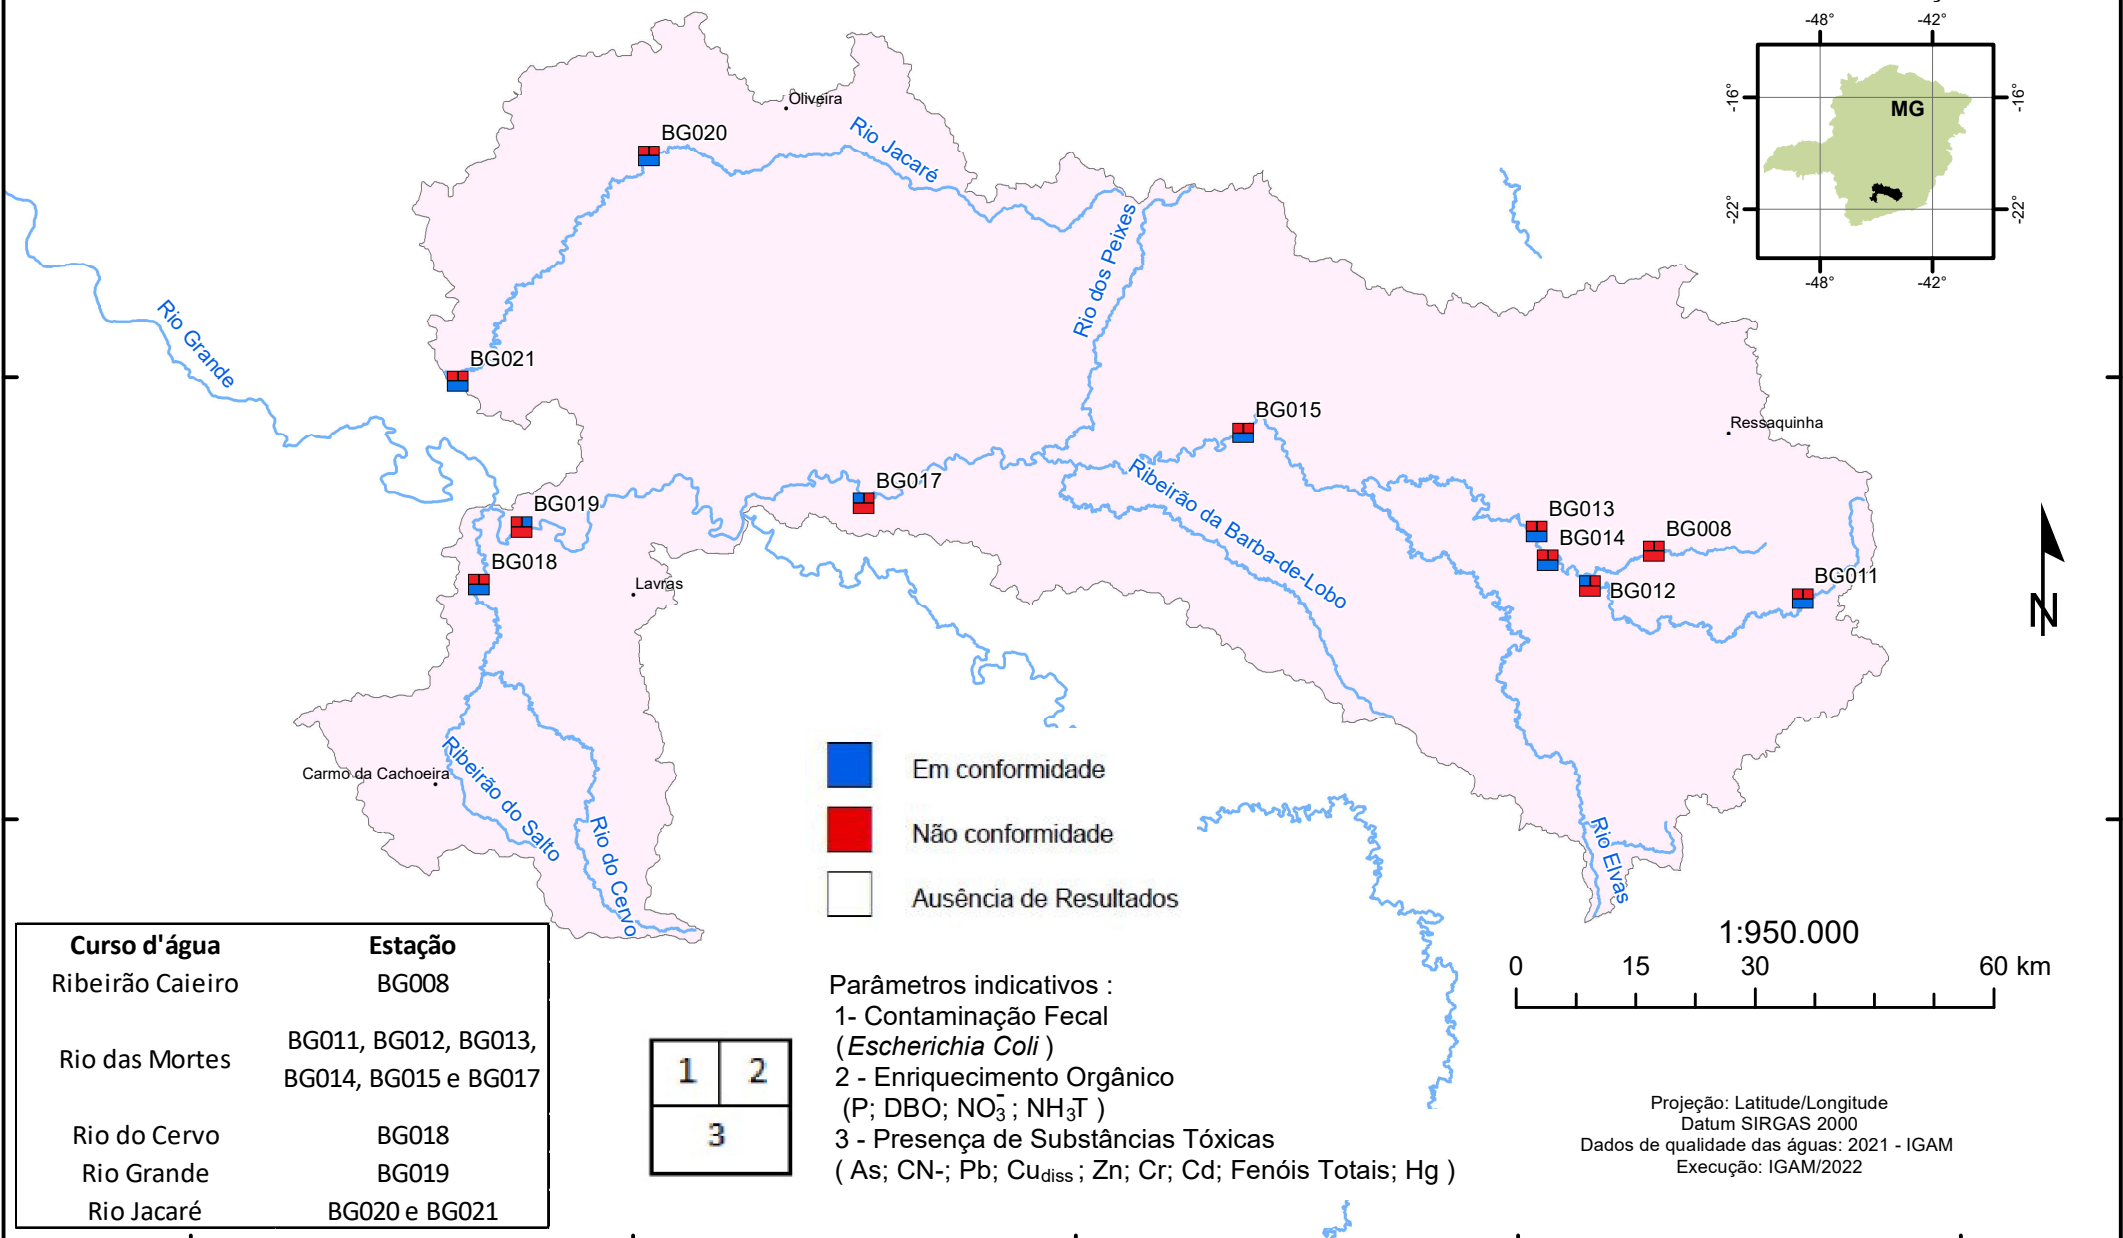 -48°
-42°
-16°
-16°
MG
-22°
-22°
-48°
-42°
Oliveira
BG020
Rio Jacaré
Rio dos Peixes
Rio Grande
BG021
BG015
Ressaquinha
Ribeirão da Barba-de-Lobo
BG017
BG019
BG013
BG014
BG008
BG018
BG012
BG011
Lavras
N
Carmo da Cachoeira
Ribeirão do Salto
Rio do Cervo
Rio Elvas
Em conformidade
Não conformidade
Ausência de Resultados
1:950.000
0 15 30 60 km
Curso d'água Estação
Ribeirão Caieiro BG008
Rio das Mortes BG011, BG012, BG013,
BG014, BG015 e BG017
Rio do Cervo BG018
Rio Grande BG019
Rio Jacaré BG020 e BG021
1 2
3
Parâmetros indicativos :
1- Contaminação Fecal
(Escherichia Coli )
2 - Enriquecimento Orgânico
(P; DBO; NO₃⁻ ; NH₃T )
3 - Presença de Substâncias Tóxicas
( As; CN-; Pb; Cu diss ; Zn; Cr; Cd; Fenóis Totais; Hg )
Projeção: Latitude/Longitude
Datum SIRGAS 2000
Dados de qualidade das águas: 2021 - IGAM
Execução: IGAM/2022